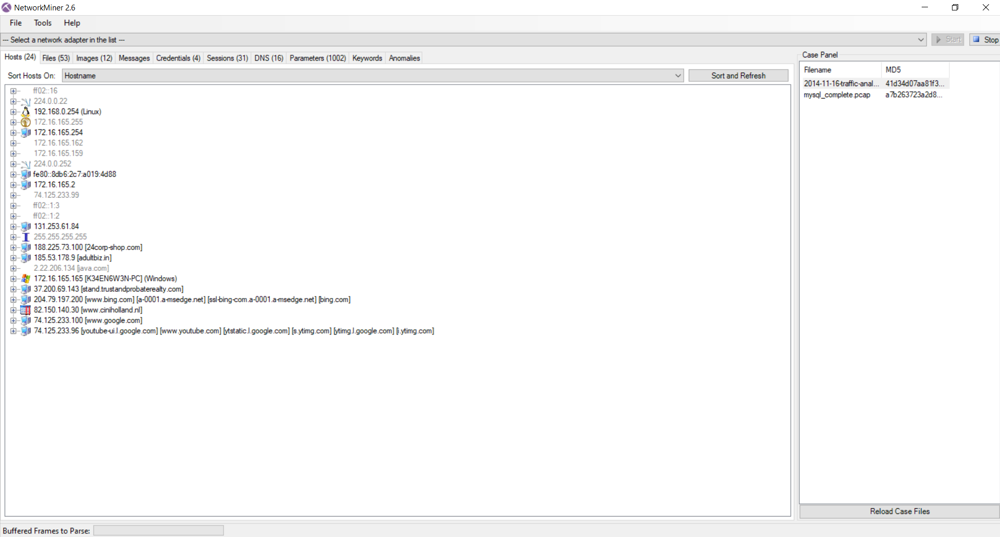 NetworkMiner 2.6
File Tools Help
--- Select a network adapter in the list ---
Start
Stop
Hosts (24) Files (53) Images (12) Messages Credentials (4) Sessions (31) DNS (16) Parameters (1002) Keywords Anomalies
Sort Hosts On: Hostname Sort and Refresh
ff02::16
224.0.0.22
192.168.0.254 (Linux)
172.16.165.255
172.16.165.254
172.16.165.162
172.16.165.159
224.0.0.252
fe80::8db6:2c7:a019:4d88
172.16.165.2
74.125.233.99
ff02::1:3
ff02::1:2
131.253.61.84
255.255.255.255
188.225.73.100 [24corp-shop.com]
185.53.178.9 [adultbiz.in]
2.22.206.134 [java.com]
172.16.165.165 [K34EN6W3N-PC] (Windows)
37.200.69.143 [stand.trustandprobaterealty.com]
204.79.197.200 [www.bing.com] [a-0001.a-msedge.net] [ssl-bing-com.a-0001.a-msedge.net] [bing.com]
82.150.140.30 [www.ciniholland.nl]
74.125.233.100 [www.google.com]
74.125.233.96 [youtube-ui.l.google.com] [www.youtube.com] [ytstatic.l.google.com] [s.ytimg.com] [ytimg.l.google.com] [i.ytimg.com]
Case Panel
Filename MD5
2014-11-16-traffic-anal... 41d34d07aa81f3...
mysql_complete.pcap a7b263723a2d8...
Reload Case Files
Buffered Frames to Parse: